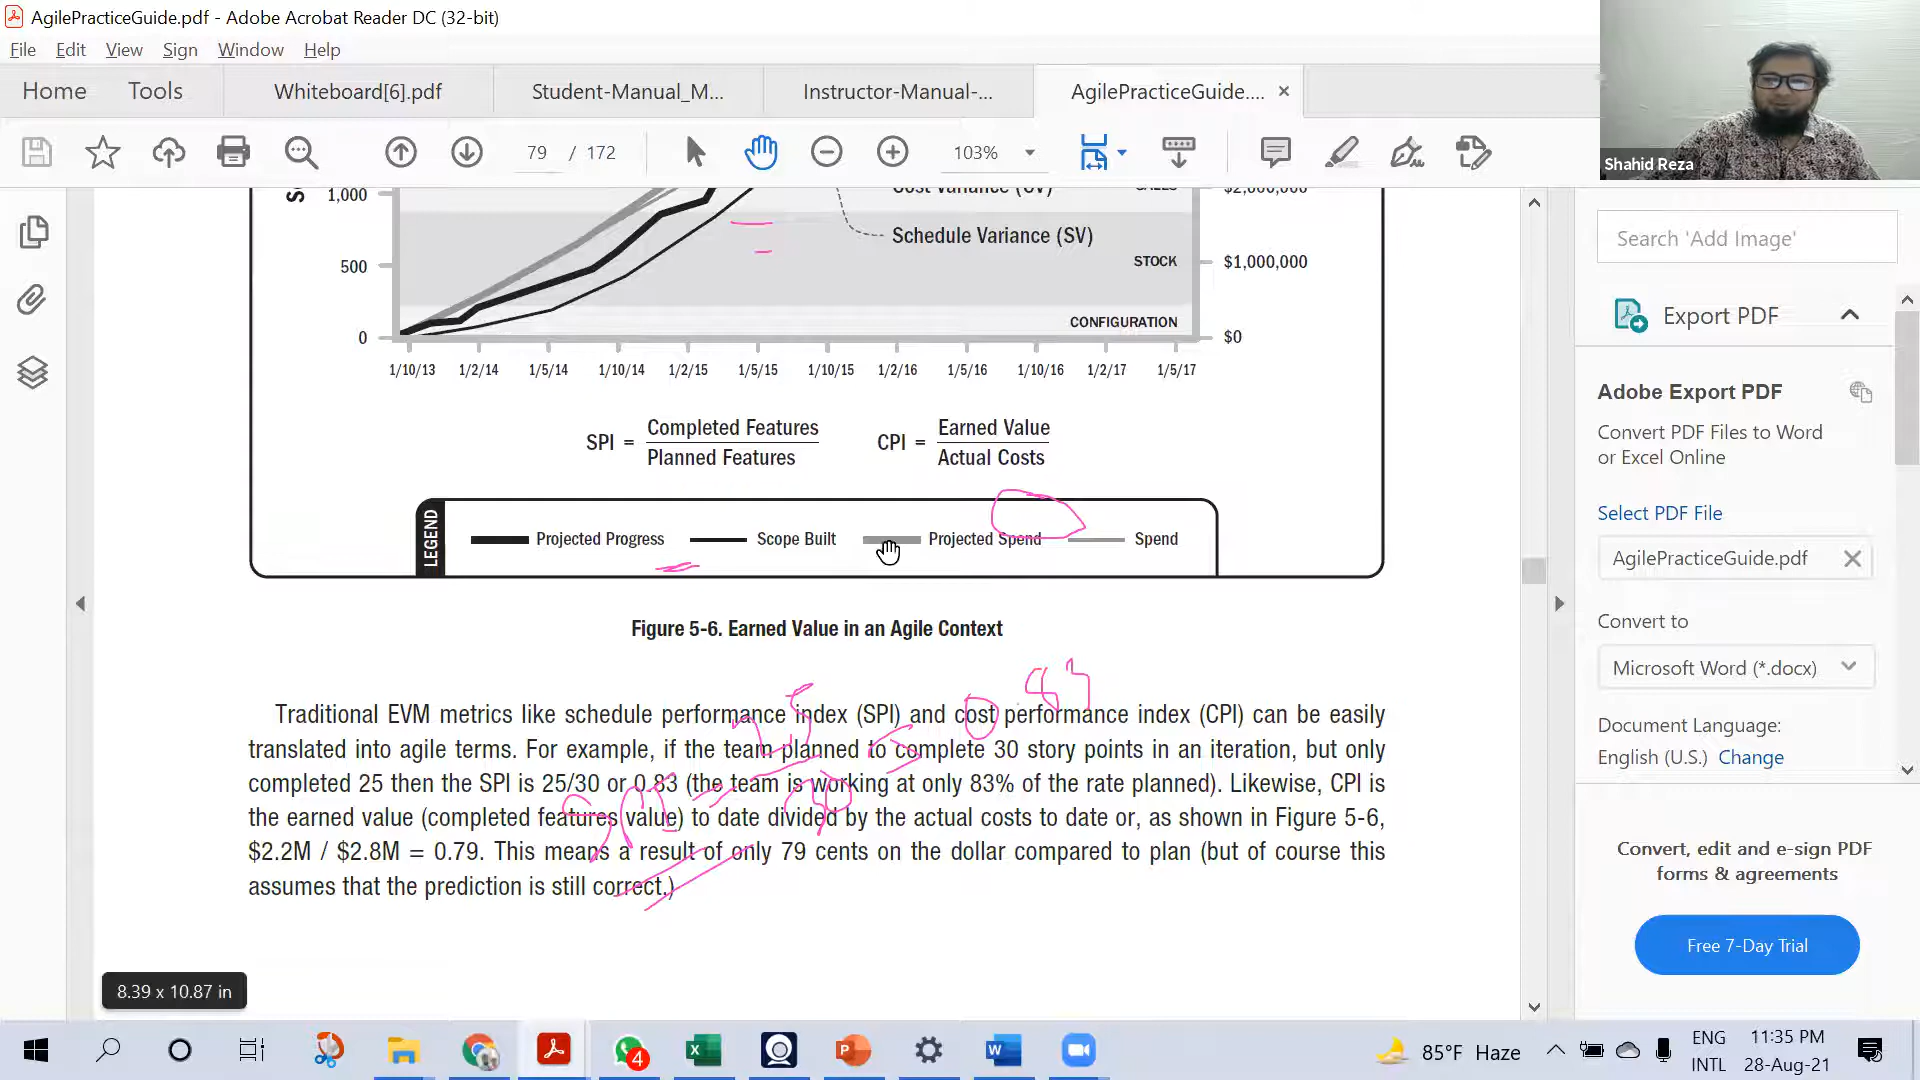 AgilePracticeGuide.pdf - Adobe Acrobat Reader DC (32-bit)
File Edit View Sign Window Help
Home Tools Whiteboard[6].pdf Student-Manual_M... Instructor-Manual-... AgilePracticeGuide....
79 / 172 103%
Shahid Reza
1,000 Cost Variance (CV) $2,000,000
Schedule Variance (SV)
500 STOCK $1,000,000
CONFIGURATION
0 $0
1/10/13 1/2/14 1/5/14 1/10/14 1/2/15 1/5/15 1/10/15 1/2/16 1/5/16 1/10/16 1/2/17 1/5/17
SPI = Completed Features / Planned Features CPI = Earned Value / Actual Costs
LEGEND Projected Progress Scope Built Projected Spend Spend
Figure 5-6. Earned Value in an Agile Context
SPI = 25 / 30 = 0.83
Traditional EVM metrics like schedule performance index (SPI) and cost performance index (CPI) can be easily
translated into agile terms. For example, if the team planned to complete 30 story points in an iteration, but only
completed 25 then the SPI is 25/30 or 0.83 (the team is working at only 83% of the rate planned). Likewise, CPI is
the earned value (completed features value) to date divided by the actual costs to date or, as shown in Figure 5-6,
$2.2M / $2.8M = 0.79. This means a result of only 79 cents on the dollar compared to plan (but of course this
assumes that the prediction is still correct.)
8.39 x 10.87 in
Search 'Add Image'
Export PDF
Adobe Export PDF
Convert PDF Files to Word
or Excel Online
Select PDF File
AgilePracticeGuide.pdf
Convert to
Microsoft Word (*.docx)
Document Language:
English (U.S.) Change
Convert, edit and e-sign PDF
forms & agreements
Free 7-Day Trial
4
85°F Haze
ENG
INTL
11:35 PM
28-Aug-21